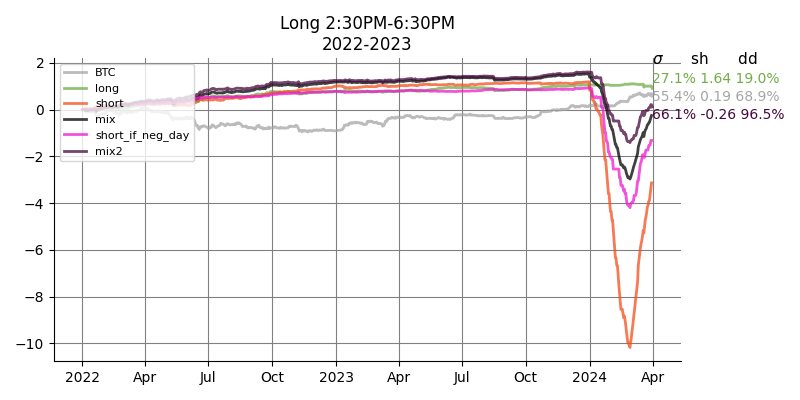 Long 2:30PM-6:30PM
2022-2023
σ sh dd
27.1% 1.64 19.0%
55.4% 0.19 68.9%
66.1% -0.26 96.5%
BTC
long
short
mix
short_if_neg_day
mix2
2
0
−2
−4
−6
−8
−10
2022 Apr Jul Oct 2023 Apr Jul Oct 2024 Apr